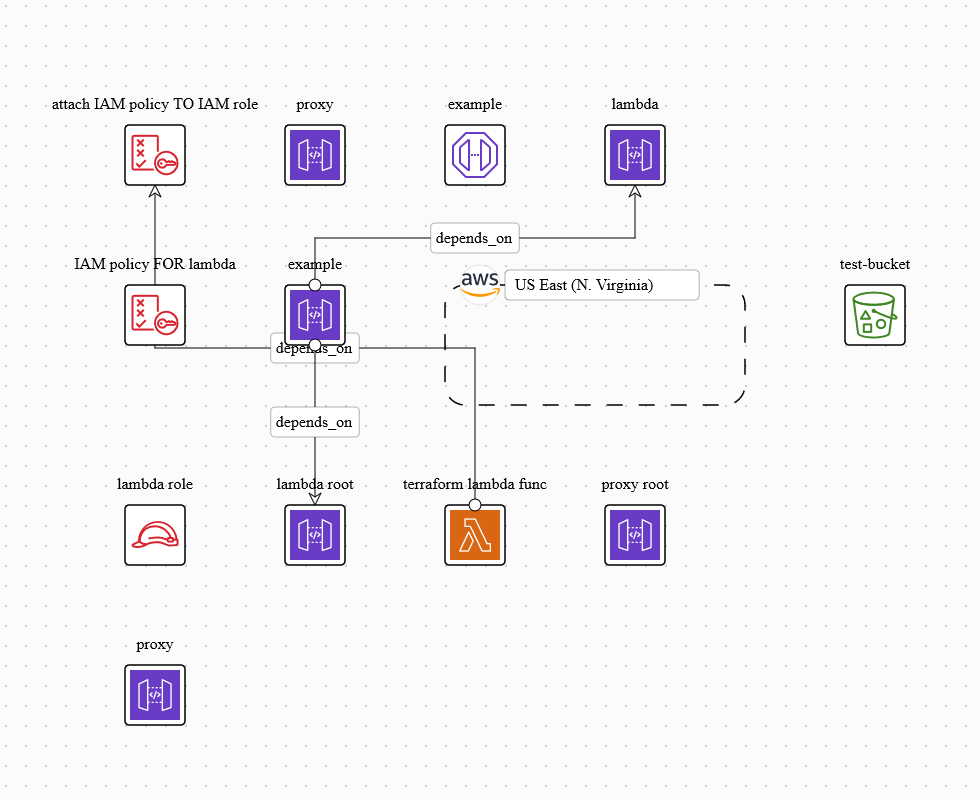 attach IAM policy TO IAM role
proxy
example
lambda
depends_on
IAM policy FOR lambda
example
aws
US East (N. Virginia)
test-bucket
depends_on
depends_on
lambda role
lambda root
terraform lambda func
proxy root
proxy